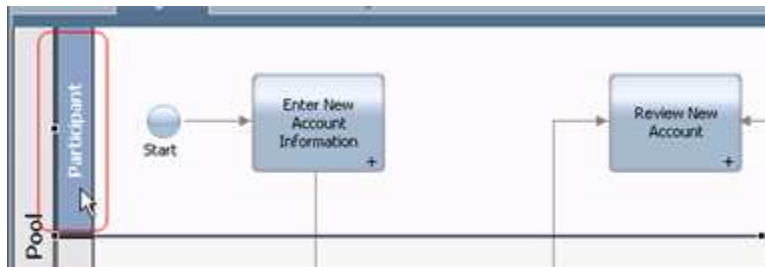 Pool
Participant
Start
Enter New
Account
Information
+
Review New
Account
+